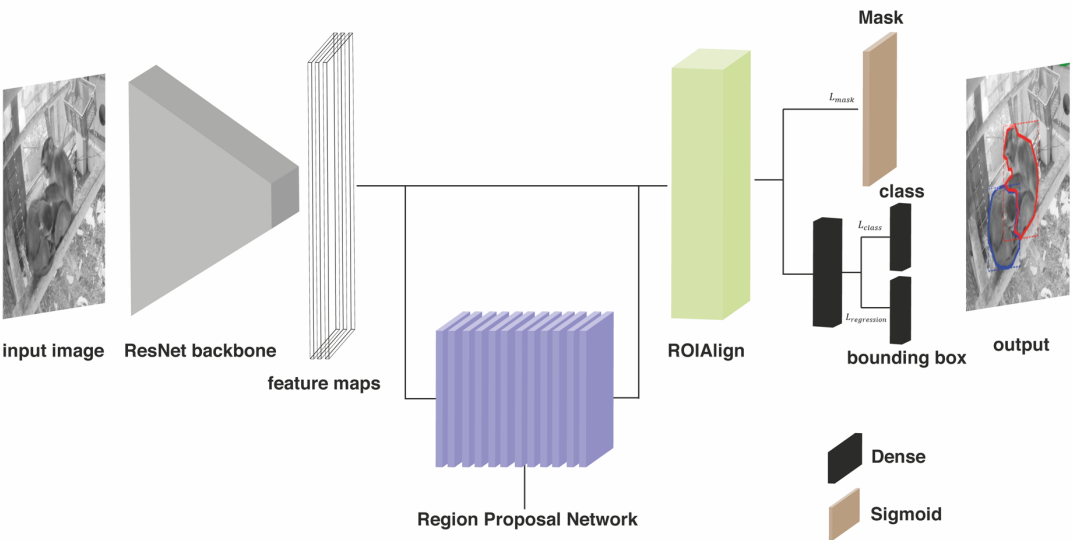 Mask
L_mask
class
L_class
L_regression
input image
ResNet backbone
feature maps
ROIAlign
bounding box
output
Dense
Region Proposal Network
Sigmoid